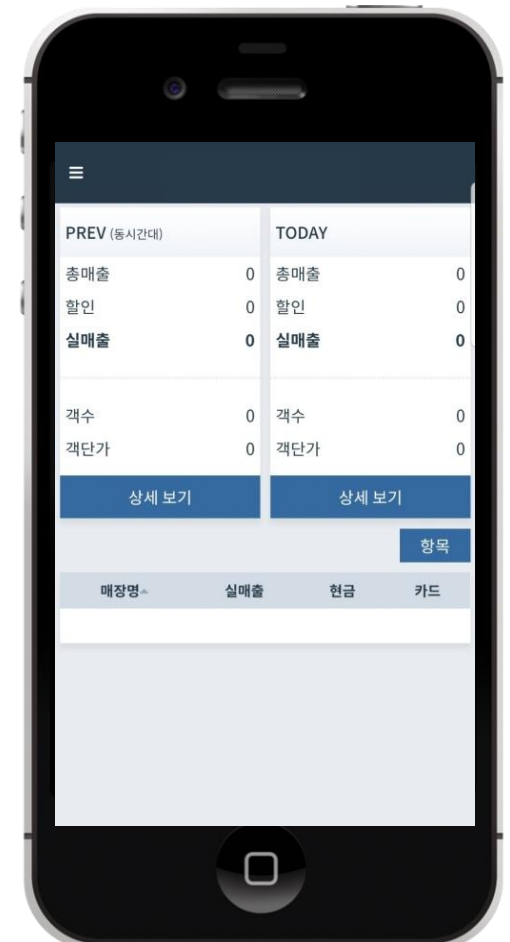 PREV (동시간대)
총매출 0
할인 0
실매출 0
객수 0
객단가 0
상세 보기
TODAY
총매출 0
할인 0
실매출 0
객수 0
객단가 0
상세 보기
항목
매장명 실매출 현금 카드